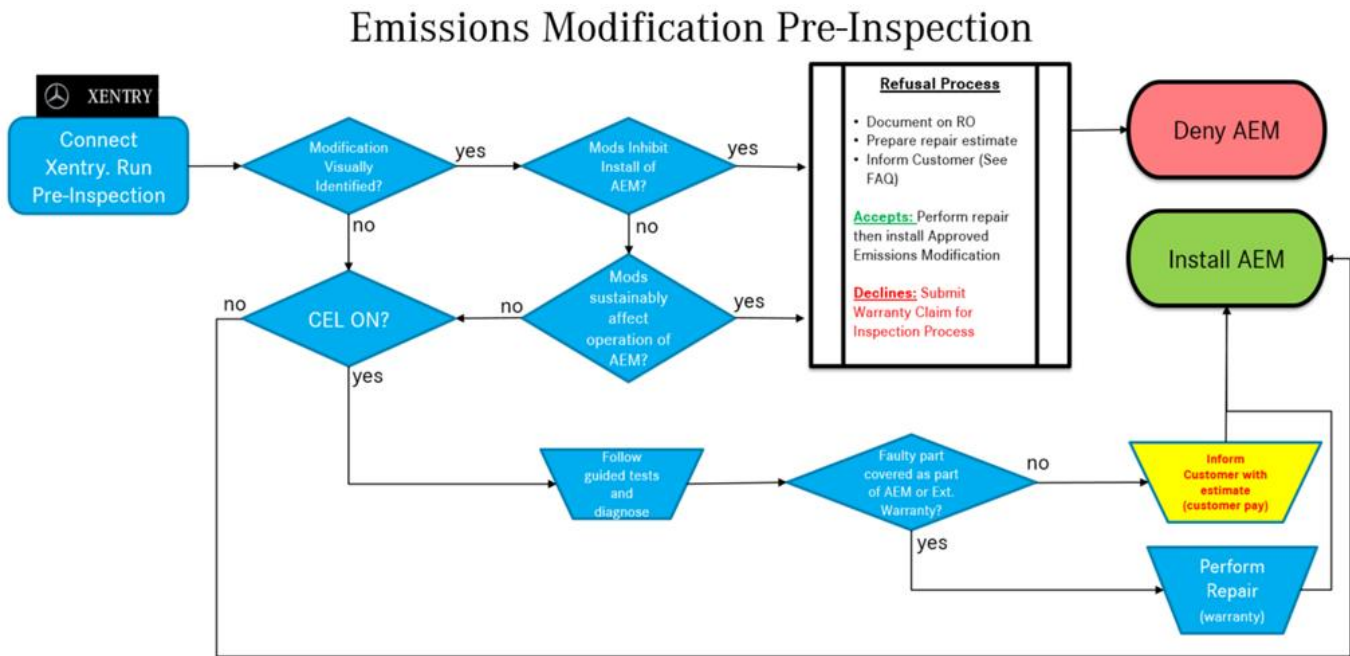 Emissions Modification Pre-Inspection
XENTRY
Connect
Xentry. Run
Pre-Inspection
Modification
Visually
Identified?
yes
Mods Inhibit
Install of
AEM?
yes
Refusal Process
• Document on RO
• Prepare repair estimate
• Inform Customer (See
FAQ)
Accepts: Perform repair
then install Approved
Emissions Modification
Declines: Submit
Warranty Claim for
Inspection Process
Deny AEM
Install AEM
no
no
no
CEL ON?
no
Mods
sustainably
affect
operation of
AEM?
yes
yes
Follow
guided tests
and
diagnose
Faulty part
covered as part
of AEM or Ext.
Warranty?
no
Inform
Customer with
estimate
(customer pay)
yes
Perform
Repair
(warranty)